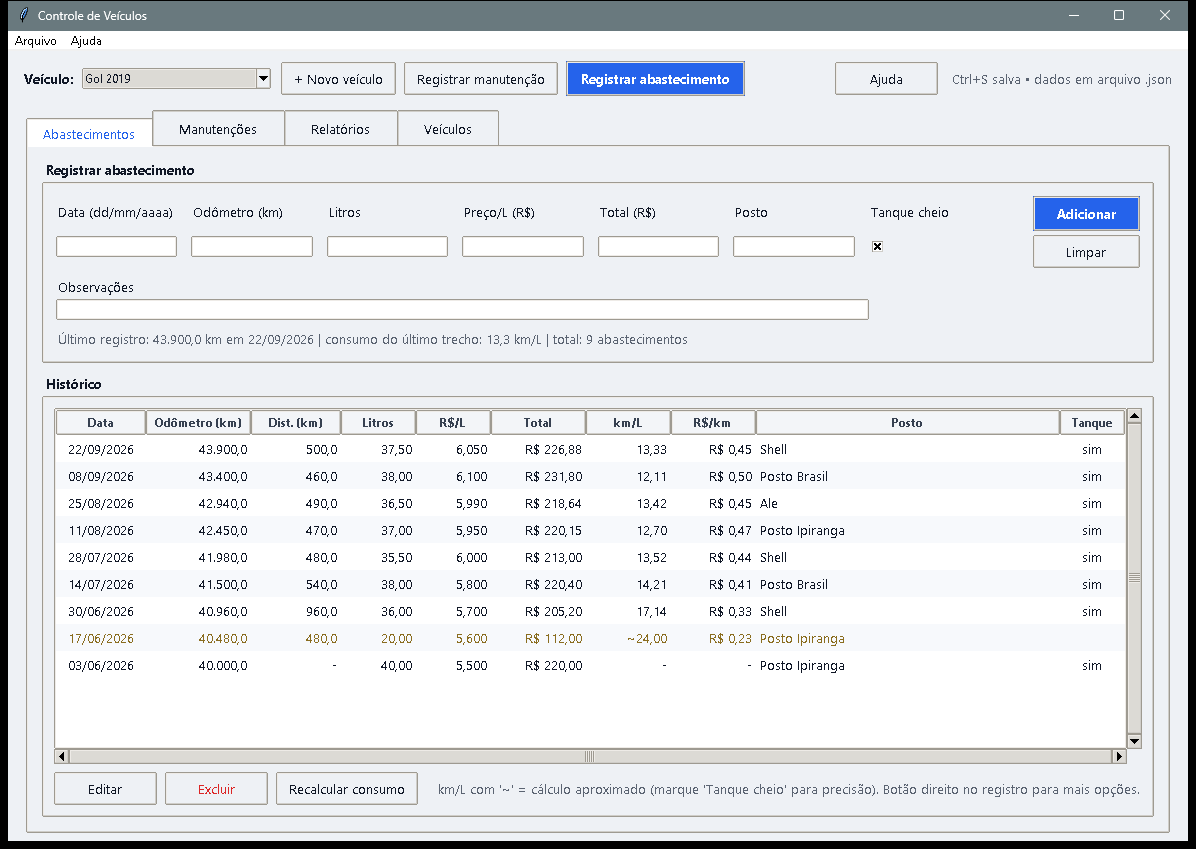 Controle de Veículos
Arquivo Ajuda
Veículo: Gol 2019 + Novo veículo Registrar manutenção Registrar abastecimento Ajuda Ctrl+S salva • dados em arquivo .json
Abastecimentos Manutenções Relatórios Veículos
Registrar abastecimento
Data (dd/mm/aaaa) Odômetro (km) Litros Preço/L (R$) Total (R$) Posto Tanque cheio Adicionar
Limpar
Observações
Último registro: 43.900,0 km em 22/09/2026 | consumo do último trecho: 13,3 km/L | total: 9 abastecimentos
Histórico
Data Odômetro (km) Dist. (km) Litros R$/L Total km/L R$/km Posto Tanque
22/09/2026 43.900,0 500,0 37,50 6,050 R$ 226,88 13,33 R$ 0,45 Shell sim
08/09/2026 43.400,0 460,0 38,00 6,100 R$ 231,80 12,11 R$ 0,50 Posto Brasil sim
25/08/2026 42.940,0 490,0 36,50 5,990 R$ 218,64 13,42 R$ 0,45 Ale sim
11/08/2026 42.450,0 470,0 37,00 5,950 R$ 220,15 12,70 R$ 0,47 Posto Ipiranga sim
28/07/2026 41.980,0 480,0 35,50 6,000 R$ 213,00 13,52 R$ 0,44 Shell sim
14/07/2026 41.500,0 540,0 38,00 5,800 R$ 220,40 14,21 R$ 0,41 Posto Brasil sim
30/06/2026 40.960,0 960,0 36,00 5,700 R$ 205,20 17,14 R$ 0,33 Shell sim
17/06/2026 40.480,0 480,0 20,00 5,600 R$ 112,00 ~24,00 R$ 0,23 Posto Ipiranga
03/06/2026 40.000,0 - 40,00 5,500 R$ 220,00 - - Posto Ipiranga sim
Editar Excluir Recalcular consumo km/L com '~' = cálculo aproximado (marque 'Tanque cheio' para precisão). Botão direito no registro para mais opções.